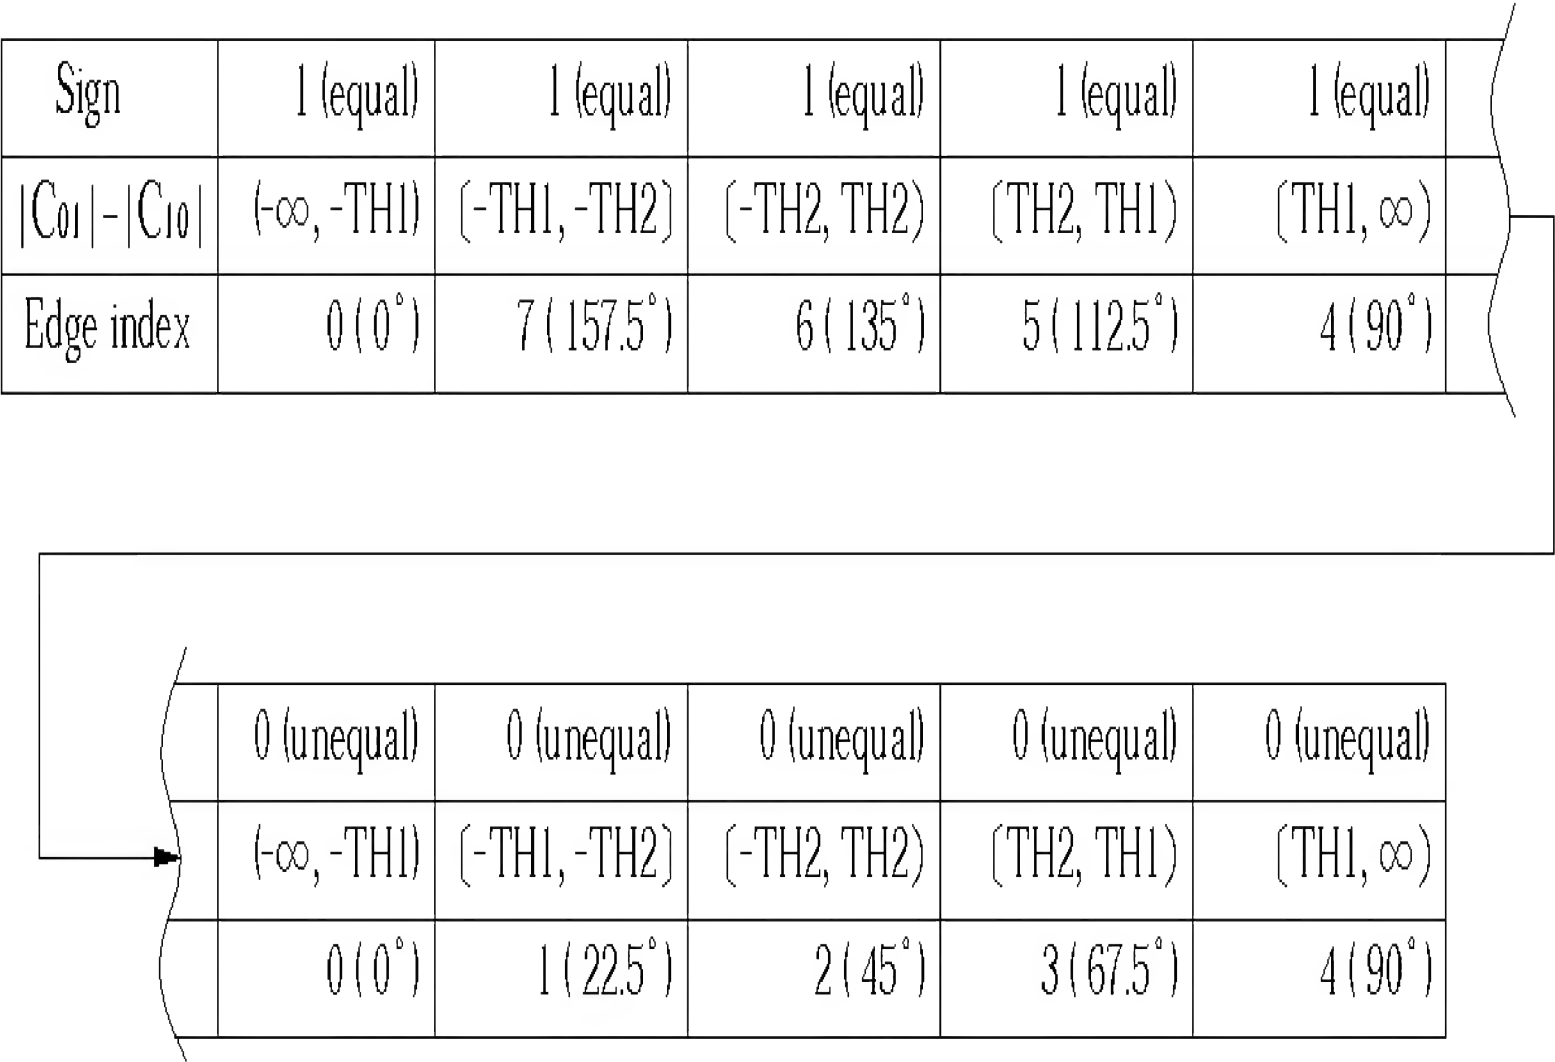 Sign 1 (equal) 1 (equal) 1 (equal) 1 (equal) 1 (equal)
|C01|-|C10| (-∞, -TH1) [-TH1, -TH2] [-TH2, TH2] [TH2, TH1] [TH1, ∞)
Edge index 0 (0°) 7 (157.5°) 6 (135°) 5 (112.5°) 4 (90°)
0 (unequal) 0 (unequal) 0 (unequal) 0 (unequal) 0 (unequal)
(-∞, -TH1) [-TH1, -TH2] [-TH2, TH2] [TH2, TH1] [TH1, ∞)
0 (0°) 1 (22.5°) 2 (45°) 3 (67.5°) 4 (90°)